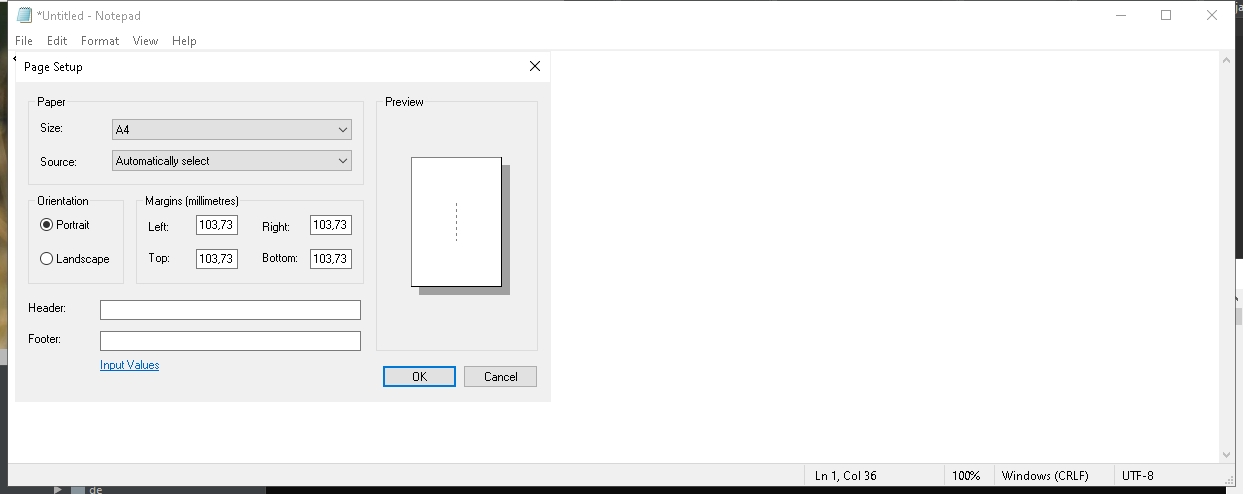 *Untitled - Notepad
File Edit Format View Help
Page Setup
Paper
Size: A4
Source: Automatically select
Preview
Orientation
Portrait
Landscape
Margins (millimetres)
Left: 103,73 Right: 103,73
Top: 103,73 Bottom: 103,73
Header:
Footer:
Input Values
OK Cancel
Ln 1, Col 36 100% Windows (CRLF) UTF-8
de